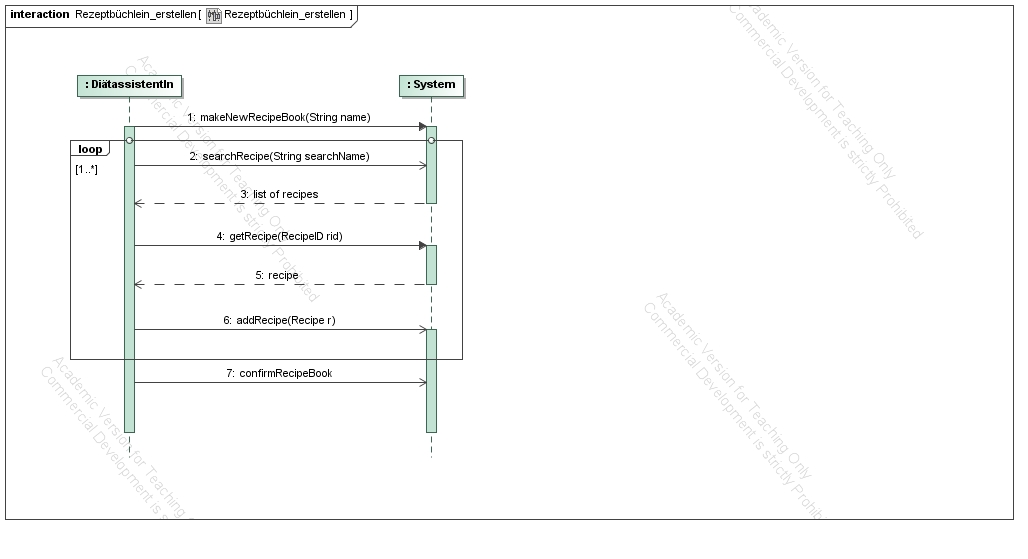 interaction Rezeptbüchlein_erstellen[ Rezeptbüchlein_erstellen ]
: DiätassistentIn
: System
1: makeNewRecipeBook(String name)
loop
[1..*]
2: searchRecipe(String searchName)
3: list of recipes
4: getRecipe(RecipeID rid)
5: recipe
6: addRecipe(Recipe r)
7: confirmRecipeBook
Academic Version for Teaching Only
Commercial Development is strictly Prohibited
Academic Version for Teaching Only
Commercial Development is strictly Prohibited
Academic Version for Teaching Only
Commercial Development is
Academic Version for Teaching Only
Commercial Development is strictly Prohibited